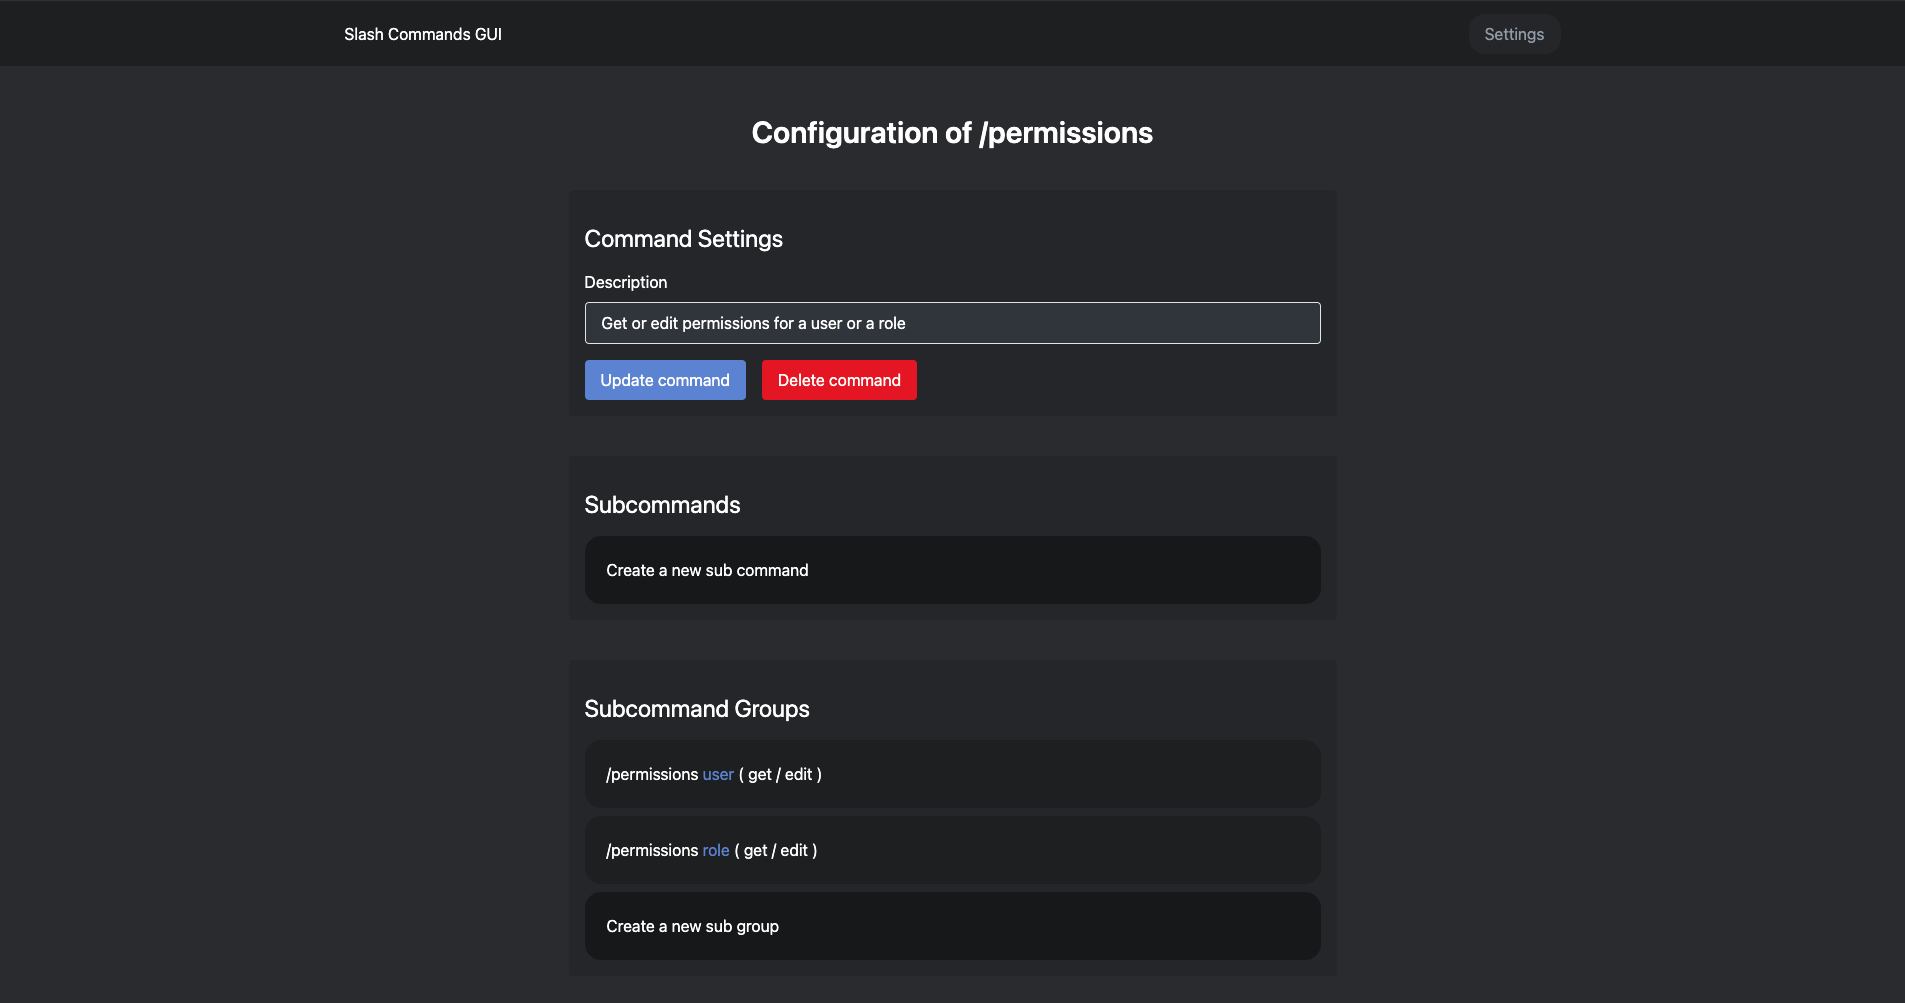 Slash Commands GUI
Settings
Configuration of /permissions
Command Settings
Description
Get or edit permissions for a user or a role
Update command
Delete command
Subcommands
Create a new sub command
Subcommand Groups
/permissions user ( get / edit )
/permissions role ( get / edit )
Create a new sub group